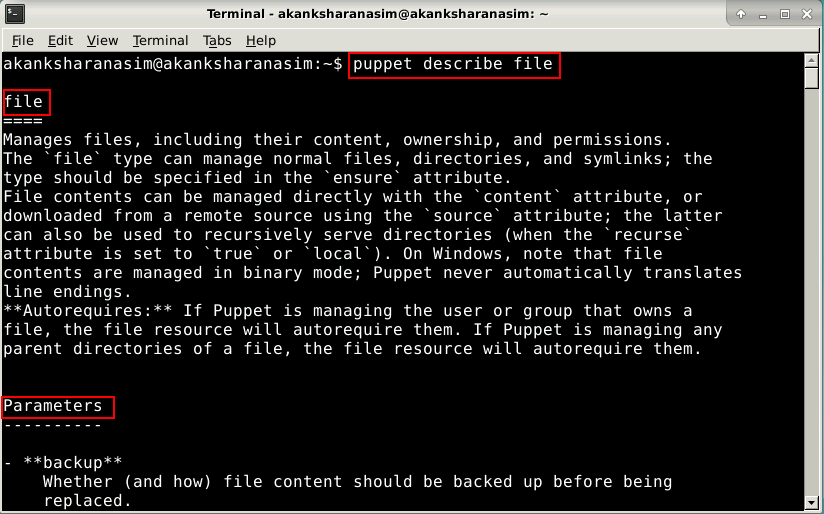 Terminal - akanksharanasim@akanksharanasim: ~
File Edit View Terminal Tabs Help
akanksharanasim@akanksharanasim:~$ puppet describe file
file
====
Manages files, including their content, ownership, and permissions.
The `file` type can manage normal files, directories, and symlinks; the
type should be specified in the `ensure` attribute.
File contents can be managed directly with the `content` attribute, or
downloaded from a remote source using the `source` attribute; the latter
can also be used to recursively serve directories (when the `recurse`
attribute is set to `true` or `local`). On Windows, note that file
contents are managed in binary mode; Puppet never automatically translates
line endings.
**Autorequires:** If Puppet is managing the user or group that owns a
file, the file resource will autorequire them. If Puppet is managing any
parent directories of a file, the file resource will autorequire them.
Parameters
----------
- **backup**
Whether (and how) file content should be backed up before being
replaced.